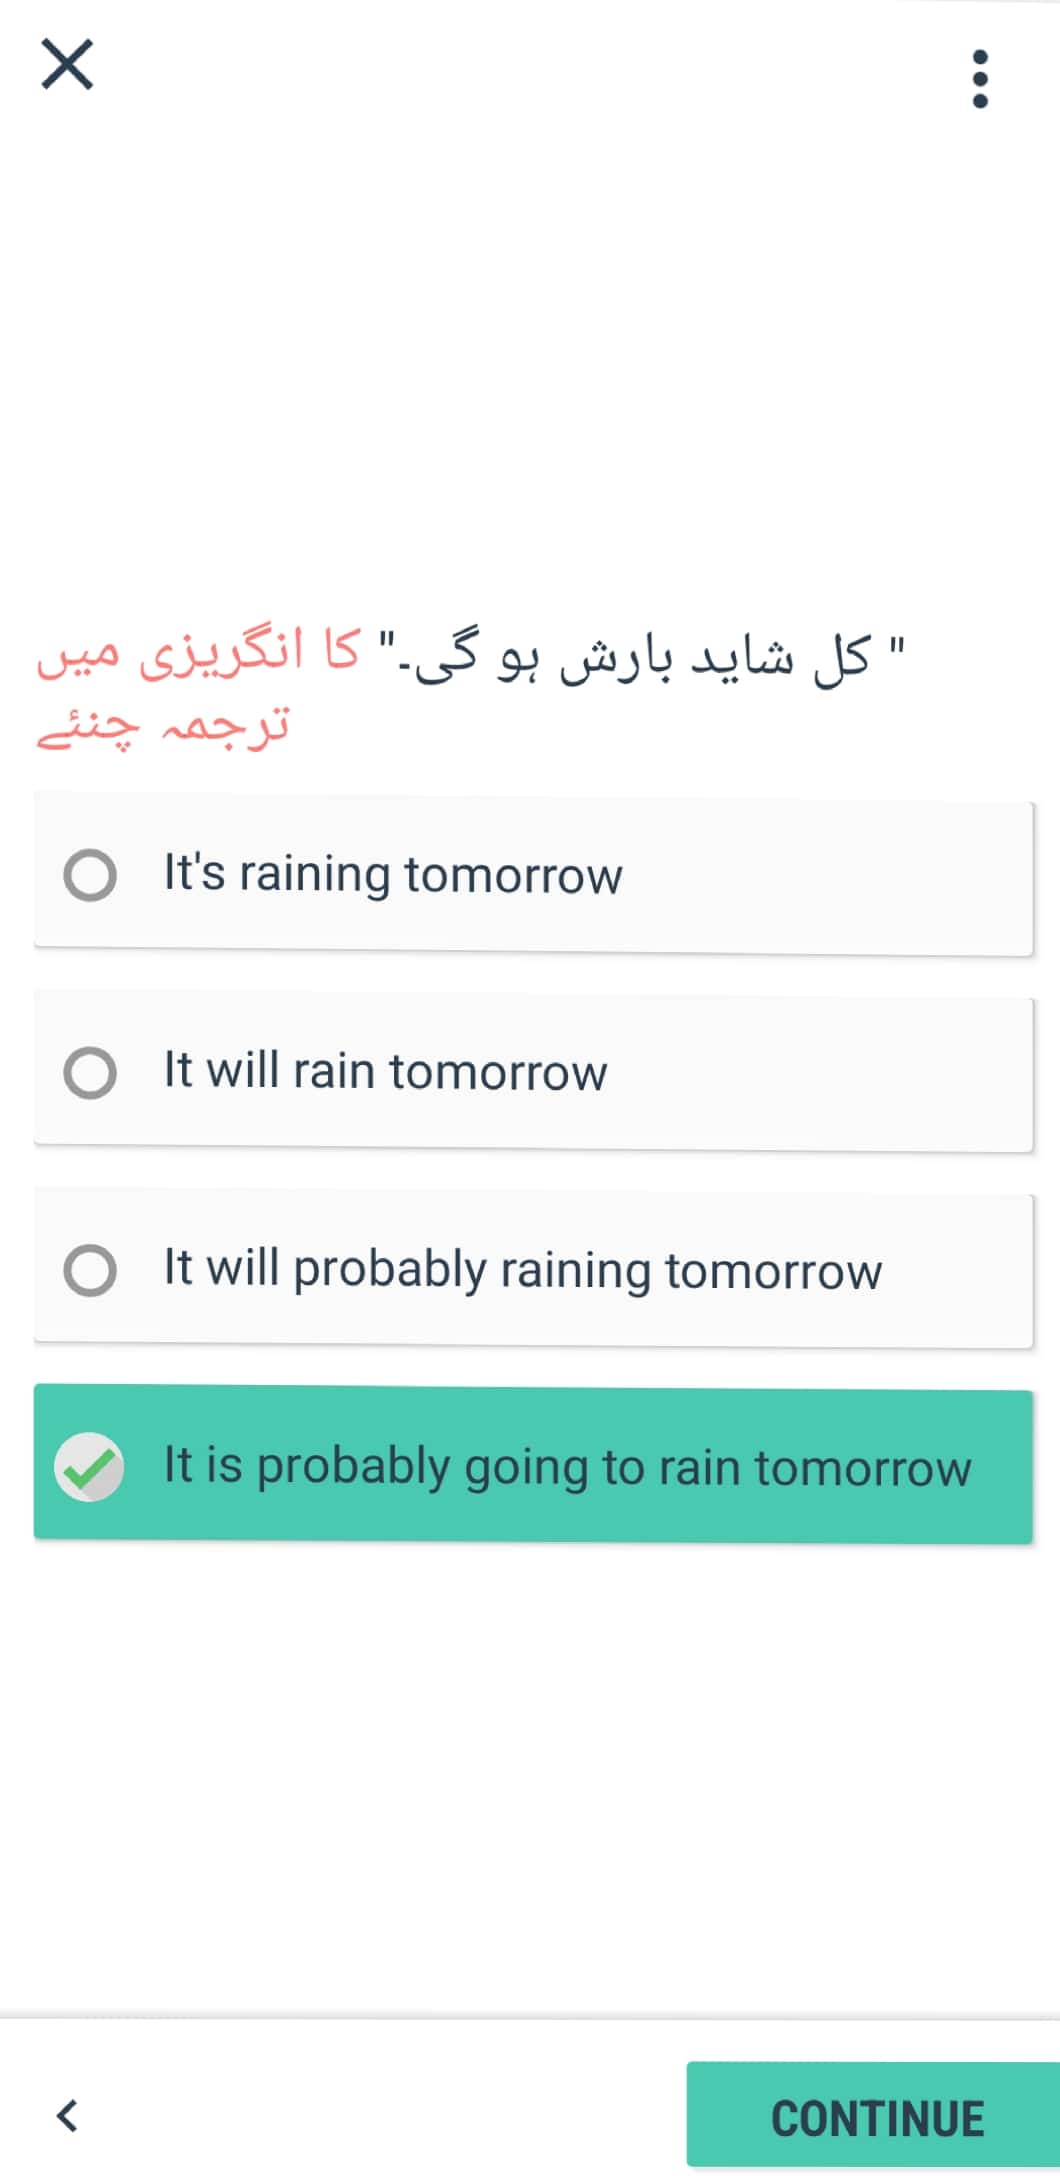 " کل شاید بارش ہو گی۔" کا انگریزی میں
ترجمہ چنئے
It's raining tomorrow
It will rain tomorrow
It will probably raining tomorrow
It is probably going to rain tomorrow
CONTINUE